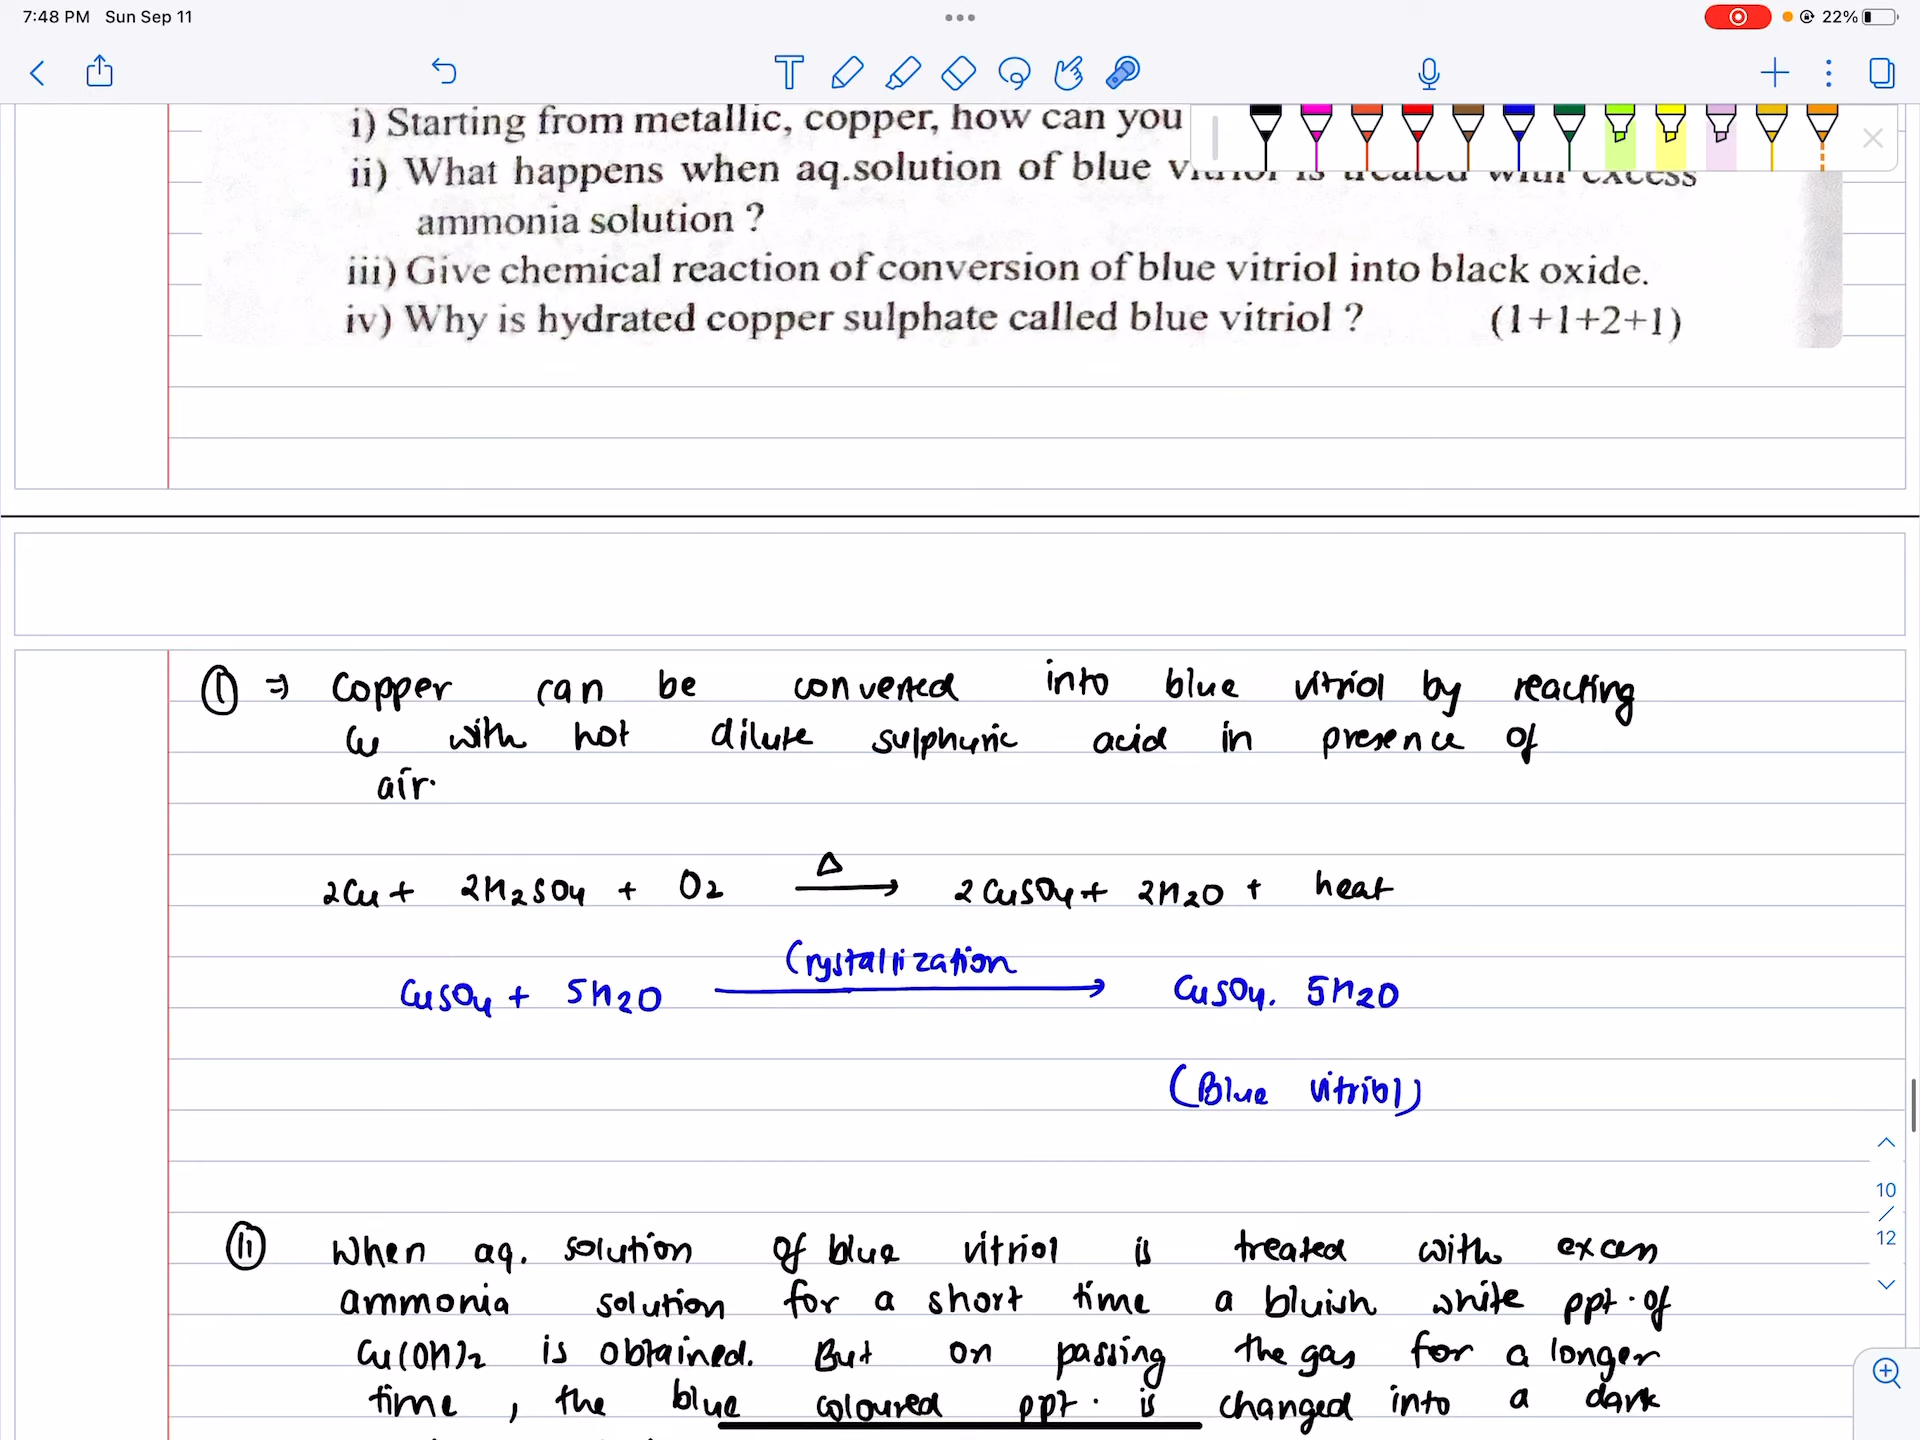 7:48 PM Sun Sep 11
22%
i) Starting from metallic, copper, how can you
ii) What happens when aq.solution of blue vitriol is treated with excess
ammonia solution ?
iii) Give chemical reaction of conversion of blue vitriol into black oxide.
iv) Why is hydrated copper sulphate called blue vitriol ? (1+1+2+1)
(i) ⇒ Copper can be converted into blue vitriol by reacting
Cu with hot dilute sulphuric acid in presence of
air.
Δ
2Cu + 2H2SO4 + O2 → 2CuSO4 + 2H2O + heat
Crystallization
CuSO4 + 5H2O → CuSO4. 5H2O
(Blue vitriol)
10
/
12
(ii) When aq. solution of blue vitriol is treated with excess
ammonia solution for a short time a bluish white ppt. of
Cu(OH)2 is obtained. But on passing the gas for a longer
time, the blue coloured ppt. is changed into a dark